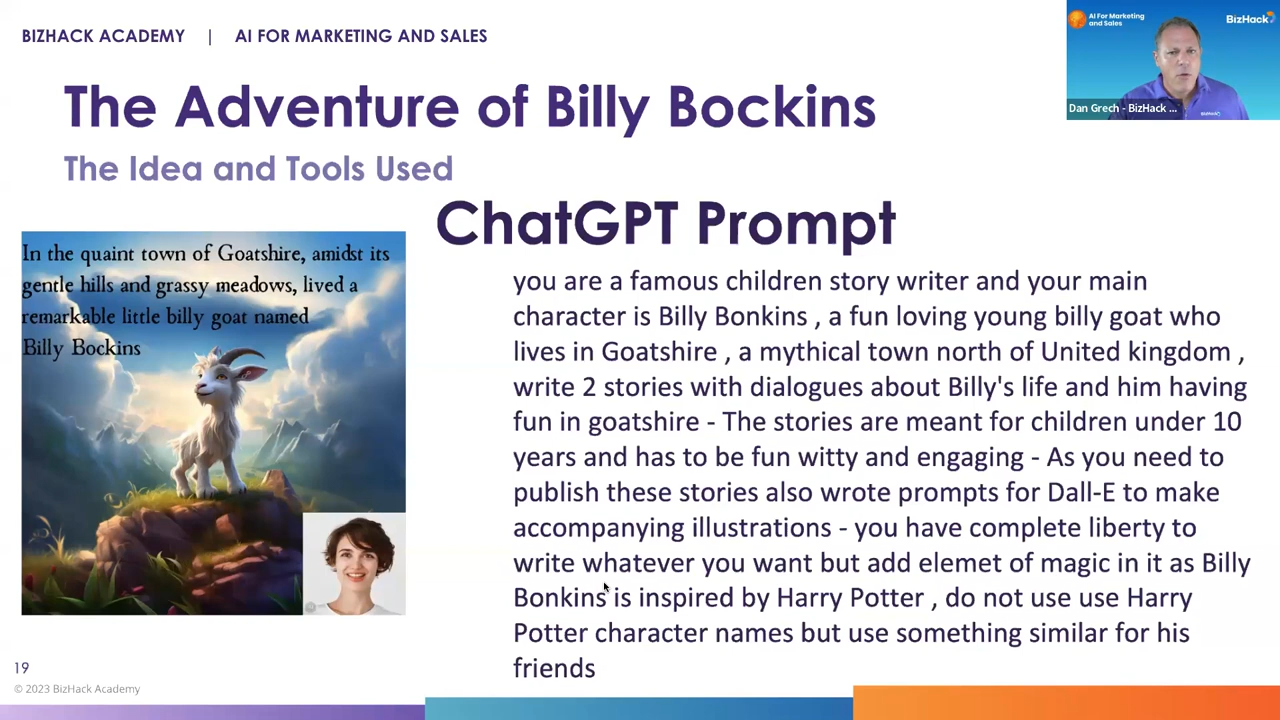 BIZHACK ACADEMY | AI FOR MARKETING AND SALES
AI For Marketing
and Sales
BizHack
Dan Grech - BizHack ...
The Adventure of Billy Bockins
The Idea and Tools Used
ChatGPT Prompt
In the quaint town of Goatshire, amidst its
gentle hills and grassy meadows, lived a
remarkable little billy goat named
Billy Bockins
you are a famous children story writer and your main
character is Billy Bonkins , a fun loving young billy goat who
lives in Goatshire , a mythical town north of United kingdom ,
write 2 stories with dialogues about Billy's life and him having
fun in goatshire - The stories are meant for children under 10
years and has to be fun witty and engaging - As you need to
publish these stories also wrote prompts for Dall-E to make
accompanying illustrations - you have complete liberty to
write whatever you want but add elemet of magic in it as Billy
Bonkins is inspired by Harry Potter , do not use use Harry
Potter character names but use something similar for his
friends
19
© 2023 BizHack Academy